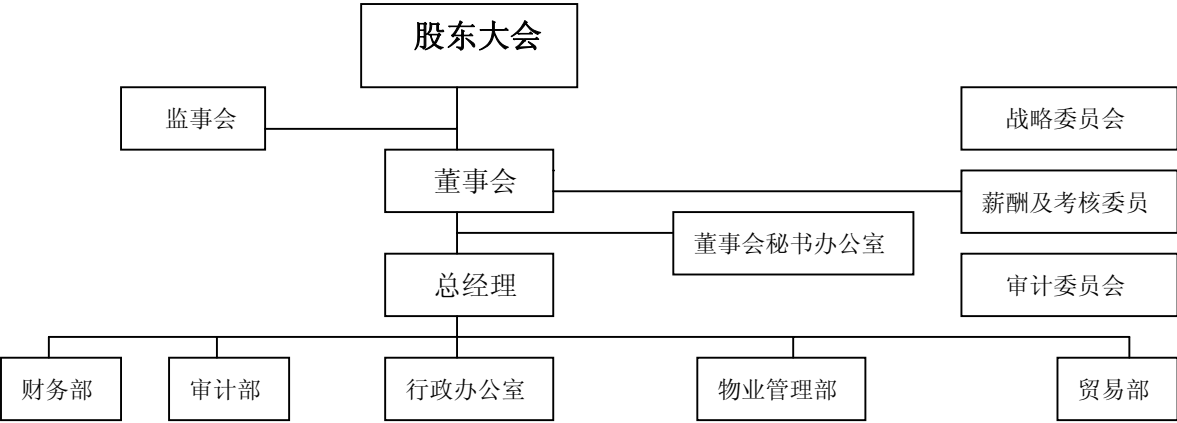 股东大会
监事会
战略委员会
董事会
薪酬及考核委员
董事会秘书办公室
总经理
审计委员会
财务部
审计部
行政办公室
物业管理部
贸易部